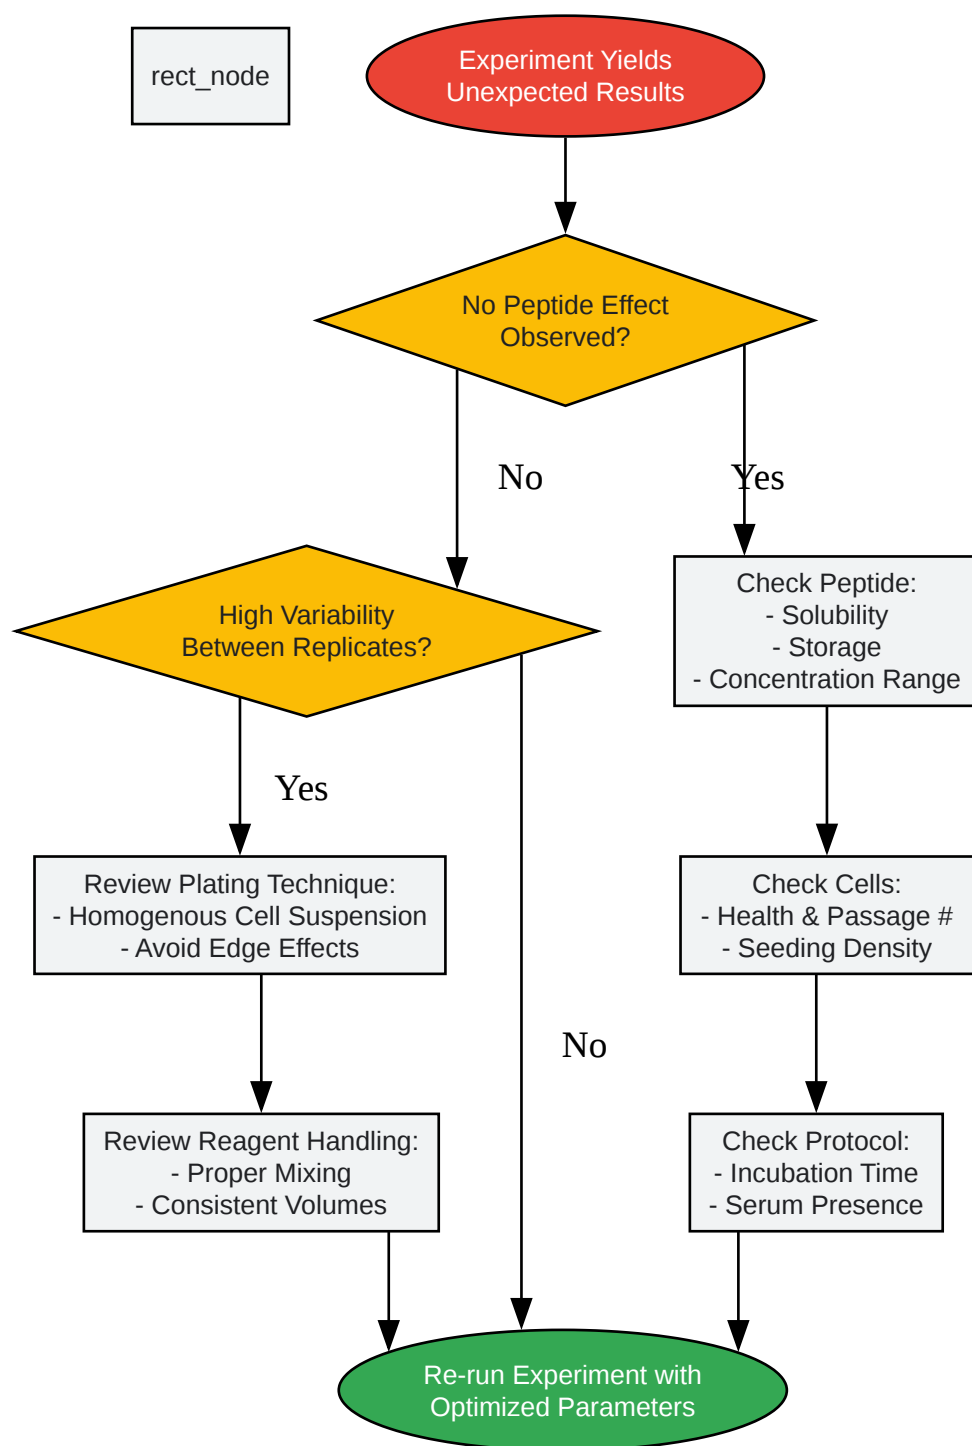 rect_node
Experiment Yields
Unexpected Results
No Peptide Effect
Observed?
No
Yes
High Variability
Between Replicates?
Check Peptide:
- Solubility
- Storage
- Concentration Range
Yes
Review Plating Technique:
- Homogenous Cell Suspension
- Avoid Edge Effects
Check Cells:
- Health & Passage #
- Seeding Density
No
Review Reagent Handling:
- Proper Mixing
- Consistent Volumes
Check Protocol:
- Incubation Time
- Serum Presence
Re-run Experiment with
Optimized Parameters